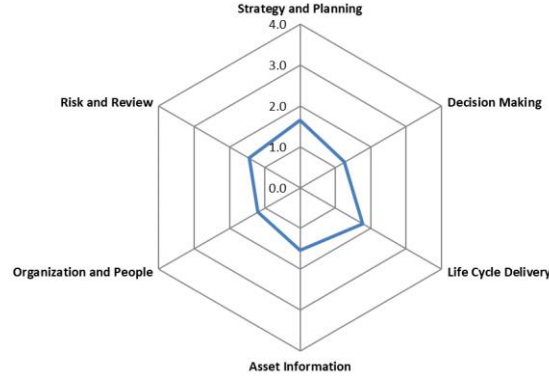 Strategy and Planning
4.0
3.0
Risk and Review
Decision Making
2.0
1.0
0.0
Organization and People
Life Cycle Delivery
Asset Information